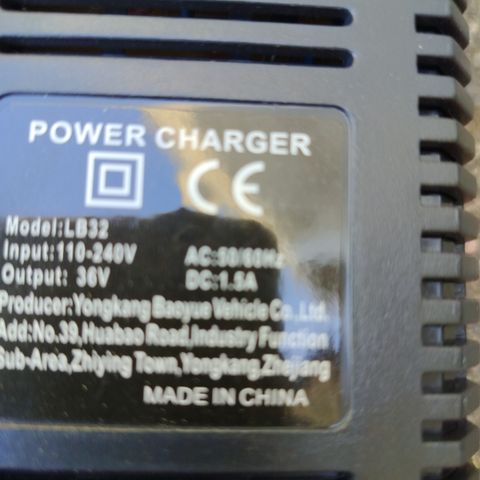 POWER CHARGER
CE
Model:LB32
Input:110-240V AC:50/60Hz
Output: 36V DC:1.5A
Producer:Yongkang Baoyue Vehicle Co.,Ltd.
Add:No.39,Huabao Road,Industry Function
Sub-Area,Zhiying Town,Yongkang,Zhejiang
MADE IN CHINA